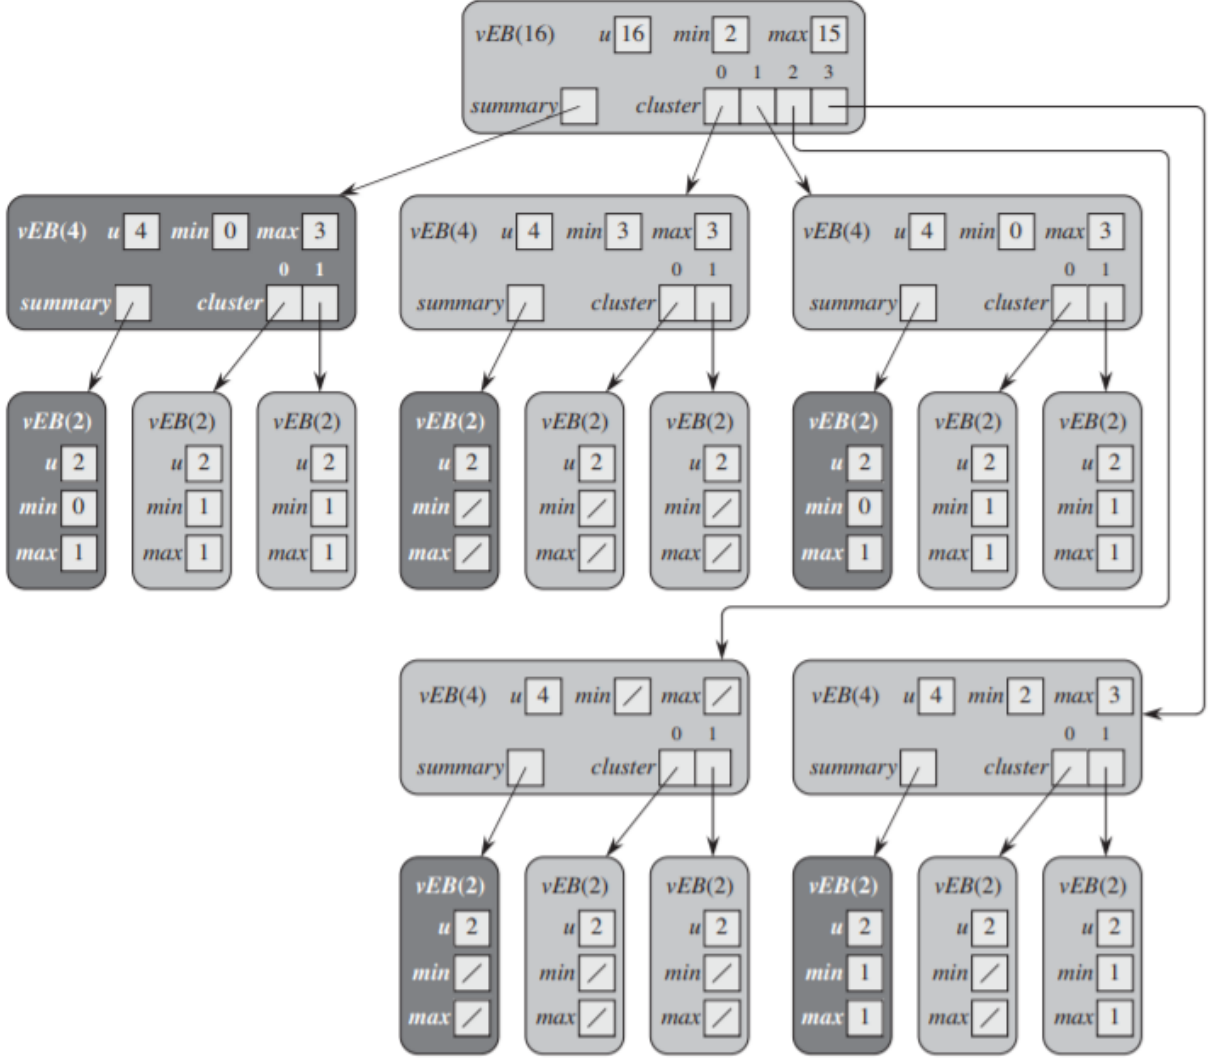 vEB(16) u 16 min 2 max 15
0 1 2 3
summary cluster
vEB(4) u 4 min 0 max 3
0 1
summary cluster
vEB(4) u 4 min 3 max 3
0 1
summary cluster
vEB(4) u 4 min 0 max 3
0 1
summary cluster
vEB(2)
u 2
min 0
max 1
vEB(2)
u 2
min 1
max 1
vEB(2)
u 2
min 1
max 1
vEB(2)
u 2
min /
max /
vEB(2)
u 2
min /
max /
vEB(2)
u 2
min /
max /
vEB(2)
u 2
min 0
max 1
vEB(2)
u 2
min 1
max 1
vEB(2)
u 2
min 1
max 1
vEB(4) u 4 min / max /
0 1
summary cluster
vEB(4) u 4 min 2 max 3
0 1
summary cluster
vEB(2)
u 2
min /
max /
vEB(2)
u 2
min /
max /
vEB(2)
u 2
min /
max /
vEB(2)
u 2
min 1
max 1
vEB(2)
u 2
min /
max /
vEB(2)
u 2
min 1
max 1